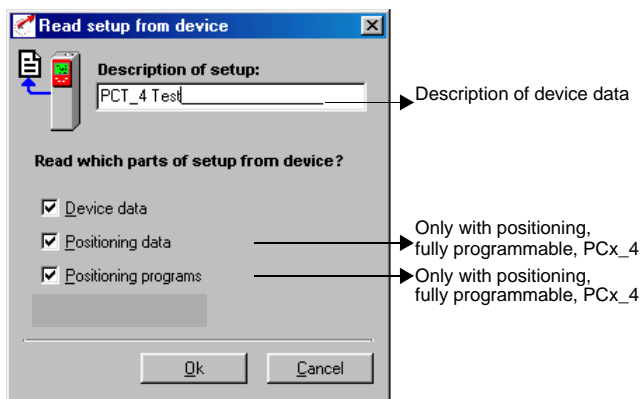 Read setup from device
Description of setup:
PCT_4 Test
Description of device data
Read which parts of setup from device?
Device data
Positioning data
Only with positioning,
fully programmable, PCx_4
Positioning programs
Only with positioning,
fully programmable, PCx_4
Ok
Cancel